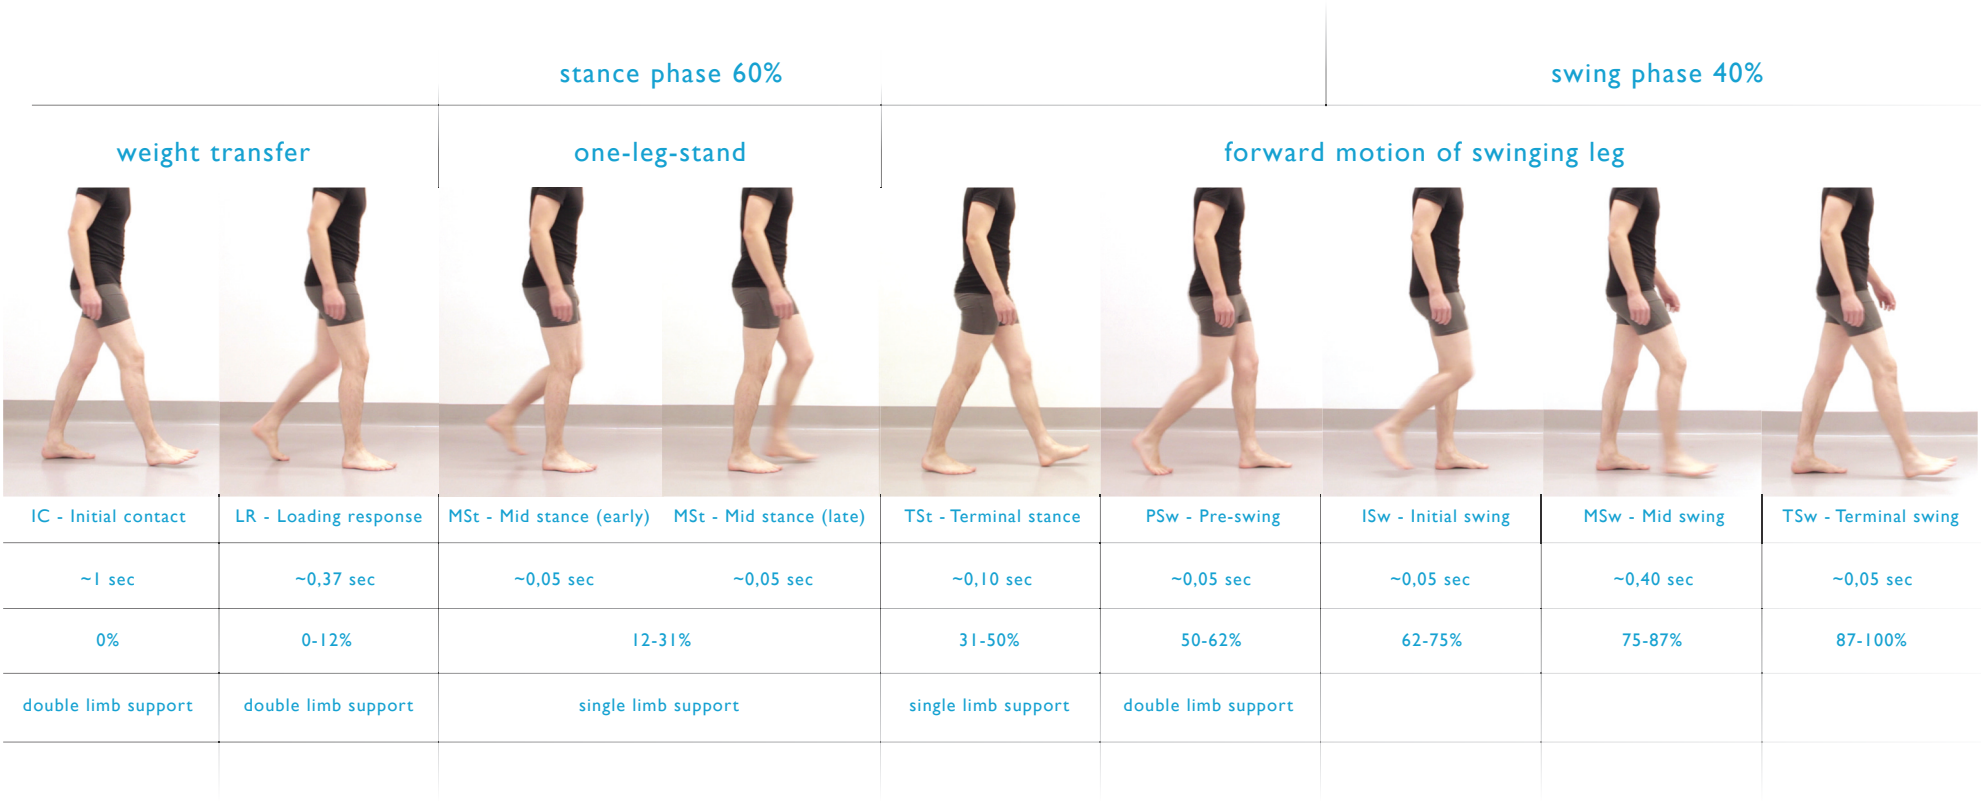 stance phase 60%
swing phase 40%
weight transfer
one-leg-stand
forward motion of swinging leg
IC - Initial contact
LR - Loading response
MSt - Mid stance (early)
MSt - Mid stance (late)
TSt - Terminal stance
PSw - Pre-swing
ISw - Initial swing
MSw - Mid swing
TSw - Terminal swing
~1 sec
~0,37 sec
~0,05 sec
~0,05 sec
~0,10 sec
~0,05 sec
~0,05 sec
~0,40 sec
~0,05 sec
0%
0-12%
12-31%
31-50%
50-62%
62-75%
75-87%
87-100%
double limb support
double limb support
single limb support
single limb support
double limb support